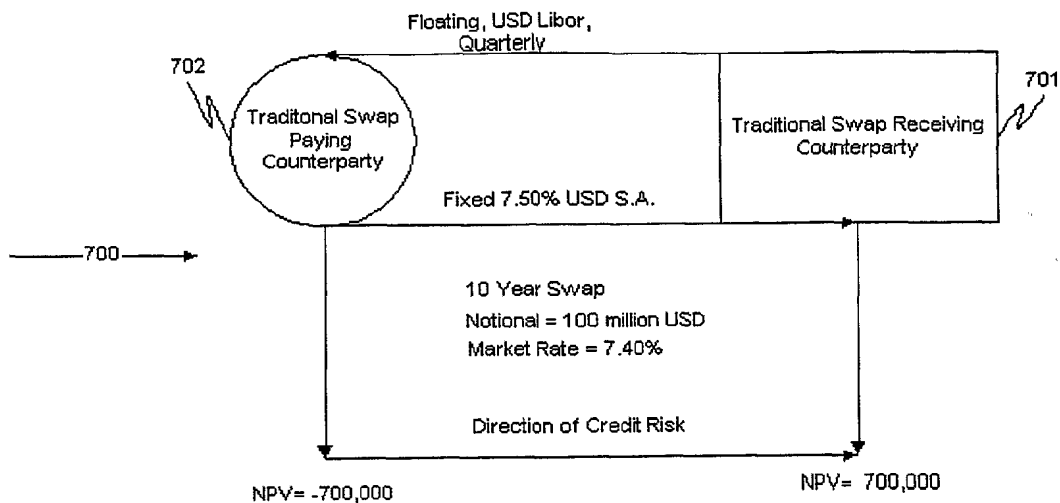 Floating, USD Libor,
Quarterly
702
701
Traditonal Swap
Paying
Counterparty
Traditional Swap Receiving
Counterparty
Fixed 7.50% USD S.A.
700
10 Year Swap
Notional = 100 million USD
Market Rate = 7.40%
Direction of Credit Risk
NPV= -700,000
NPV= 700,000